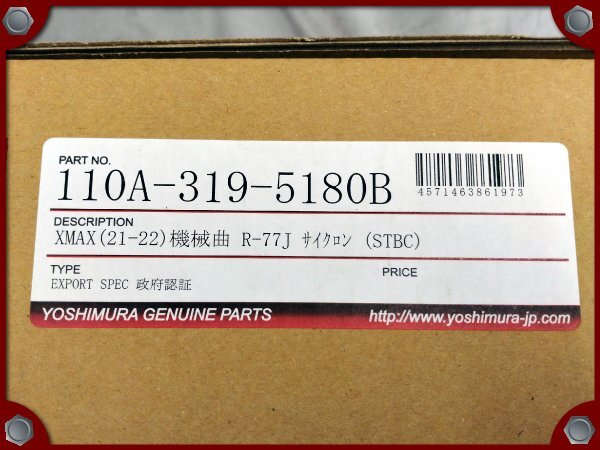 PART NO.
110A-319-5180B
4571463861973
DESCRIPTION
XMAX(21-22)機械曲 R-77J ｻｲｸﾛﾝ (STBC)
TYPE
PRICE
EXPORT SPEC 政府認証
YOSHIMURA GENUINE PARTS
http://www.yoshimura-jp.com